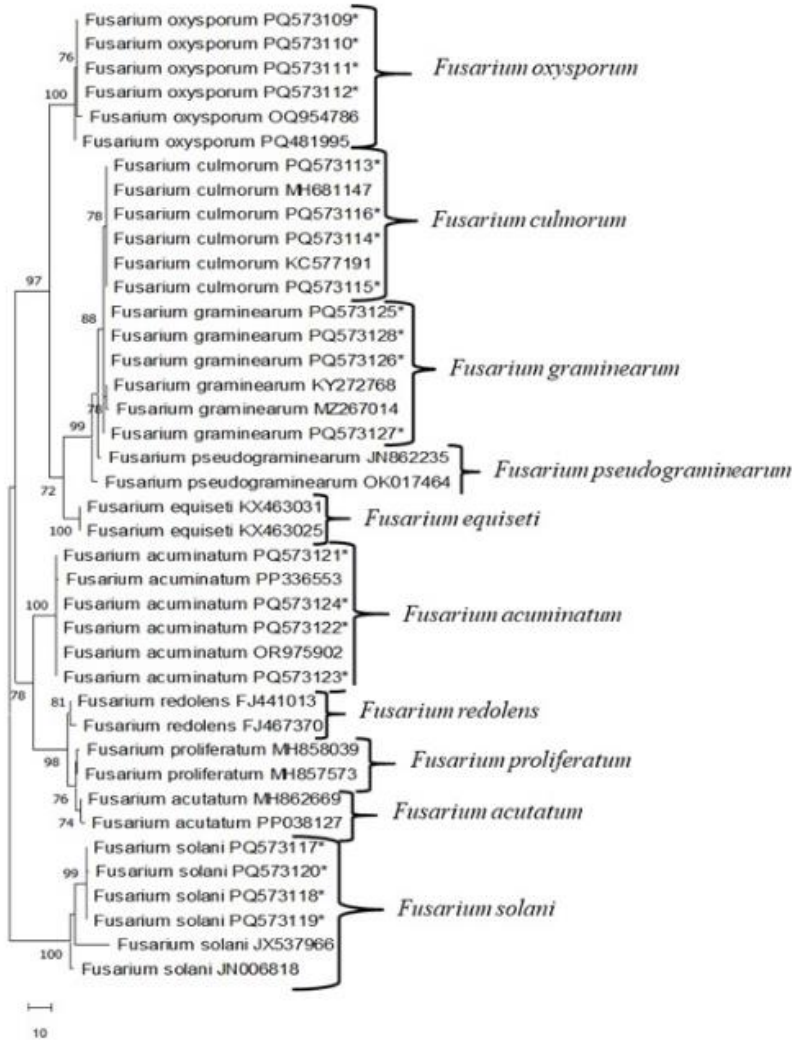 Fusarium oxysporum PQ573109*
Fusarium oxysporum PQ573110*
76
Fusarium oxysporum PQ573111*
Fusarium oxysporum
Fusarium oxysporum PQ573112*
100
Fusarium oxysporum OQ954786
Fusarium oxysporum PQ481995
Fusarium culmorum PQ573113*
Fusarium culmorum MH681147
78
Fusarium culmorum PQ573116*
Fusarium culmorum
Fusarium culmorum PQ573114*
Fusarium culmorum KC577191
97
Fusarium culmorum PQ573115*
Fusarium graminearum PQ573125*
88
Fusarium graminearum PQ573128*
Fusarium graminearum PQ573126*
Fusarium graminearum
Fusarium graminearum KY272768
78
Fusarium graminearum MZ267014
99
Fusarium graminearum PQ573127*
Fusarium pseudograminearum JN862235
Fusarium pseudograminearum
Fusarium pseudograminearum OK017464
72
Fusarium equiseti KX463031
Fusarium equiseti
100
Fusarium equiseti KX463025
Fusarium acuminatum PQ573121*
Fusarium acuminatum PP336553
100
Fusarium acuminatum PQ573124*
Fusarium acuminatum
Fusarium acuminatum PQ573122*
Fusarium acuminatum OR975902
Fusarium acuminatum PQ573123*
78
81
Fusarium redolens FJ441013
Fusarium redolens
Fusarium redolens FJ467370
Fusarium proliferatum MH858039
Fusarium proliferatum
98
Fusarium proliferatum MH857573
76
Fusarium acutatum MH862669
Fusarium acutatum
74
Fusarium acutatum PP038127
Fusarium solani PQ573117*
99
Fusarium solani PQ573120*
Fusarium solani PQ573118*
Fusarium solani
Fusarium solani PQ573119*
Fusarium solani JX537966
100
Fusarium solani JN006818
10